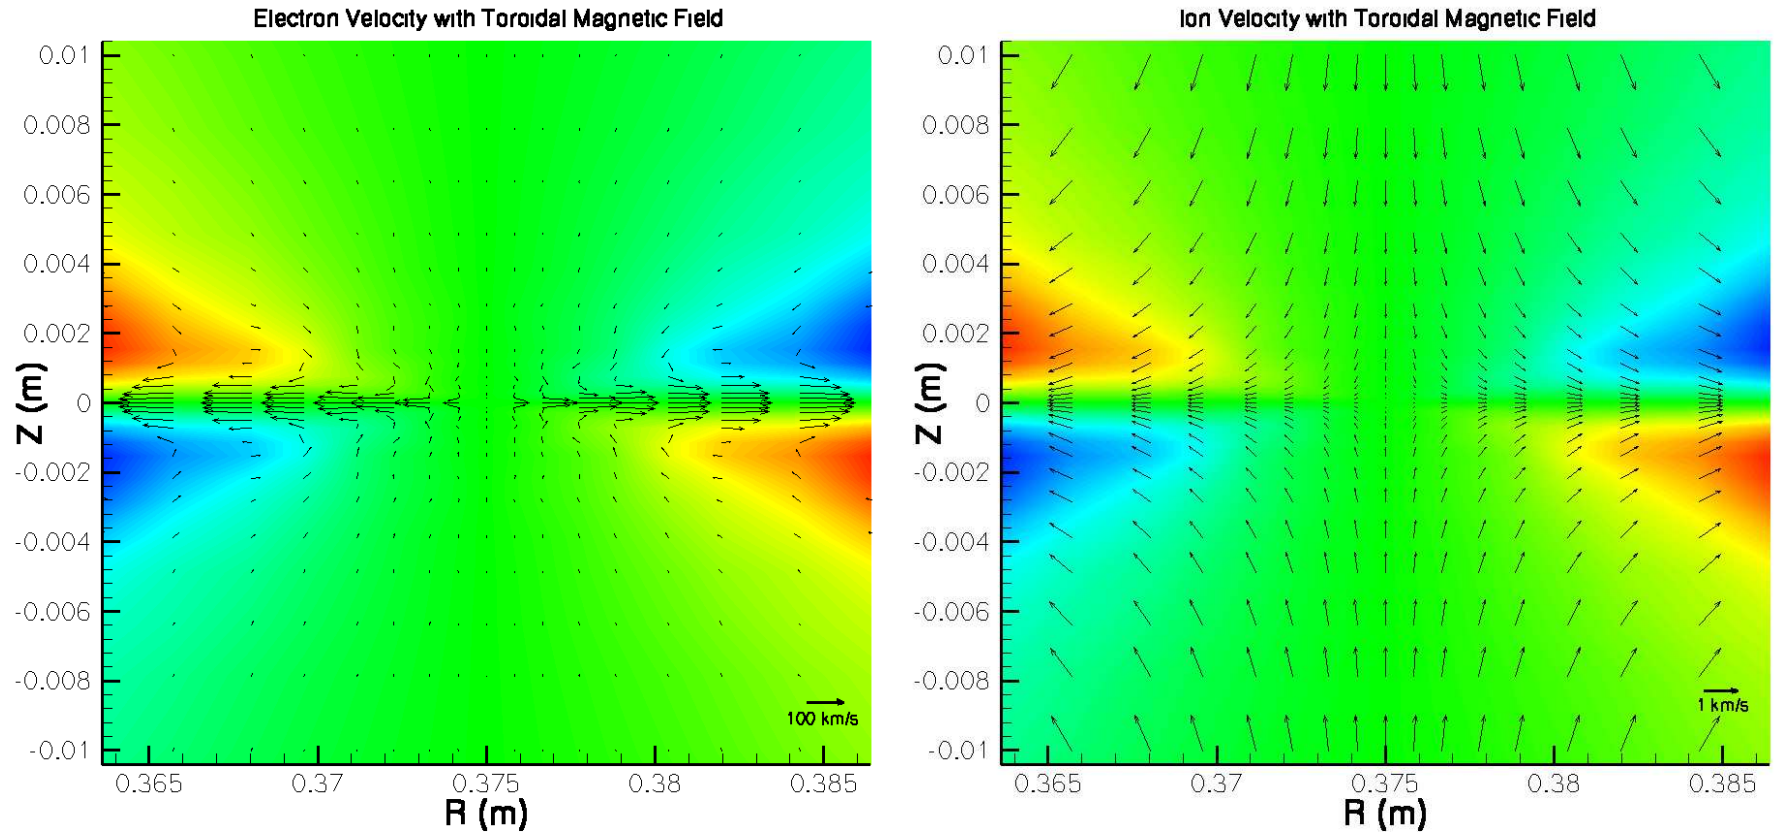 Electron Velocity with Toroidal Magnetic Field
0.01
0.008
0.006
0.004
0.002
0
-0.002
-0.004
-0.006
-0.008
-0.01
Z (m)
100 km/s
0.365 0.37 0.375 0.38 0.385
R (m)
Ion Velocity with Toroidal Magnetic Field
0.01
0.008
0.006
0.004
0.002
0
-0.002
-0.004
-0.006
-0.008
-0.01
Z (m)
1 km/s
0.365 0.37 0.375 0.38 0.385
R (m)